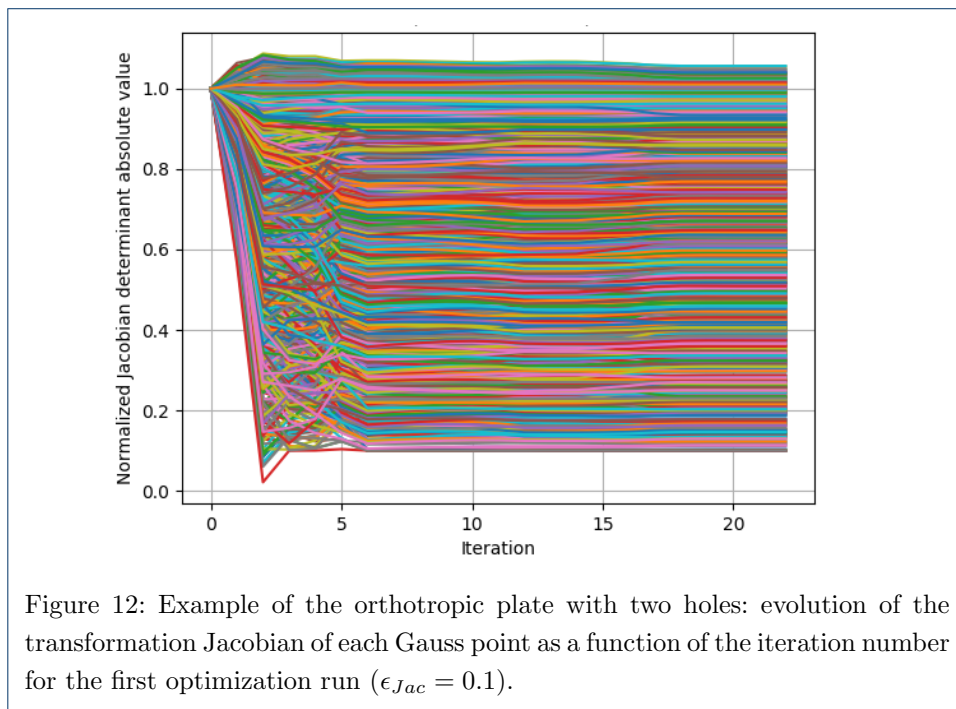 Normalized Jacobian determinant absolute value
1.0
0.8
0.6
0.4
0.2
0.0
0
5
10
15
20
Iteration
Figure 12: Example of the orthotropic plate with two holes: evolution of the
transformation Jacobian of each Gauss point as a function of the iteration number
for the first optimization run (ϵ_{Jac} = 0.1).